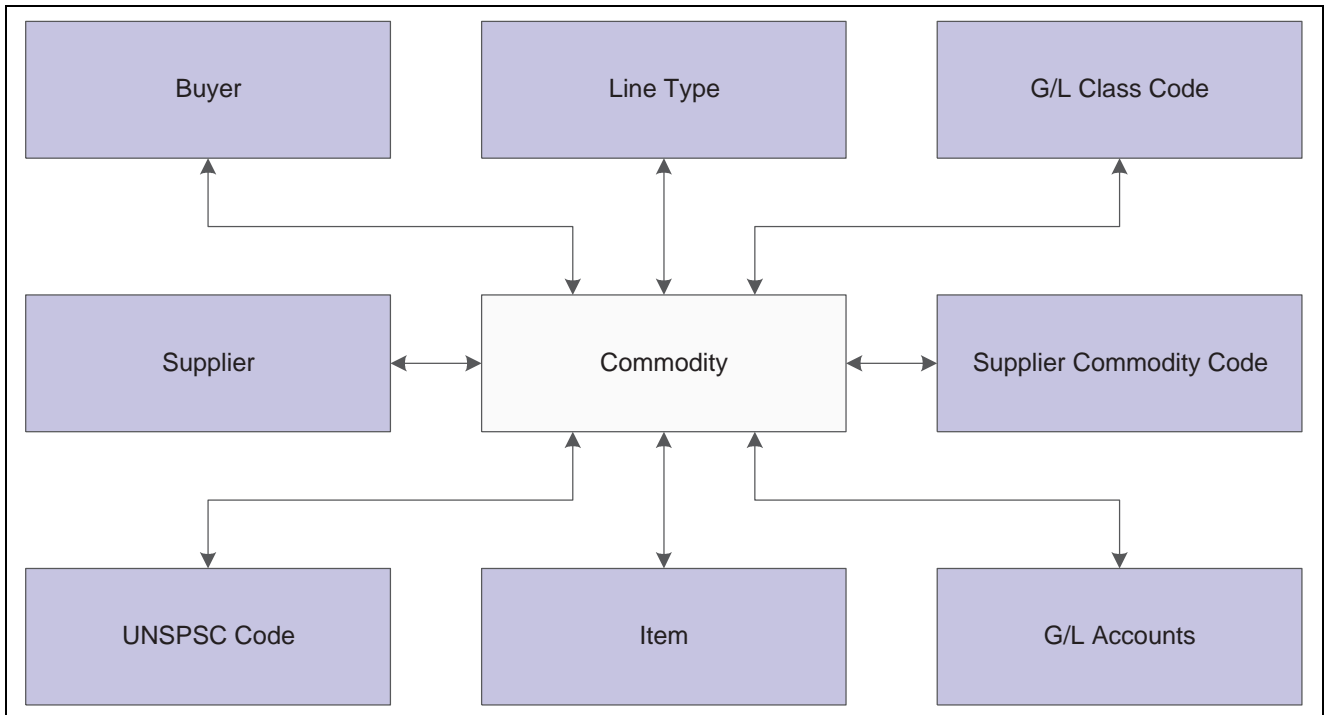 Buyer
Line Type
G/L Class Code
Supplier
Commodity
Supplier Commodity Code
UNSPSC Code
Item
G/L Accounts